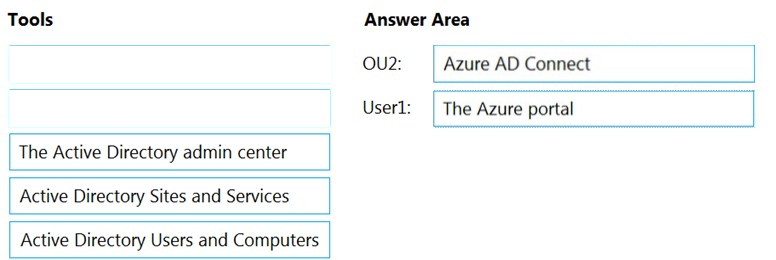 Tools
Answer Area
OU2:
Azure AD Connect
User1:
The Azure portal
The Active Directory admin center
Active Directory Sites and Services
Active Directory Users and Computers